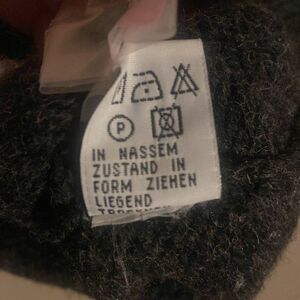 P
IN NASSEM
ZUSTAND IN
FORM ZIEHEN
LIEGEND